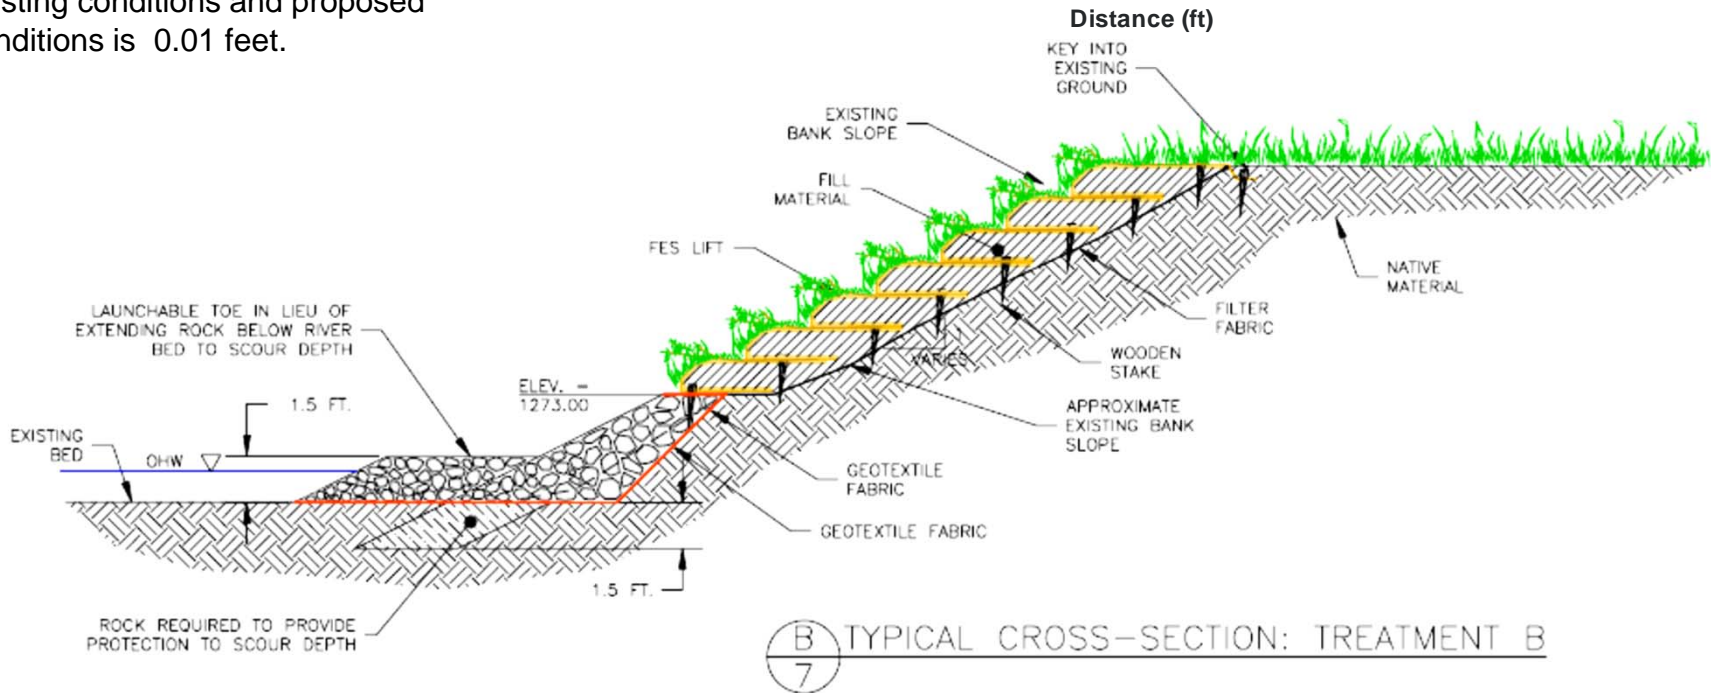 sting conditions and proposed
nditions is 0.01 feet.
Distance (ft)
KEY INTO
EXISTING
GROUND
EXISTING
BANK SLOPE
FILL
MATERIAL
FES LIFT
NATIVE
MATERIAL
LAUNCHABLE TOE IN LIEU OF
EXTENDING ROCK BELOW RIVER
BED TO SCOUR DEPTH
FILTER
FABRIC
VARIES
WOODEN
STAKE
ELEV. =
1273.00
1.5 FT.
APPROXIMATE
EXISTING BANK
SLOPE
EXISTING
BED
OHW
GEOTEXTILE
FABRIC
GEOTEXTILE FABRIC
1.5 FT.
ROCK REQUIRED TO PROVIDE
PROTECTION TO SCOUR DEPTH
B
7
TYPICAL CROSS-SECTION: TREATMENT B